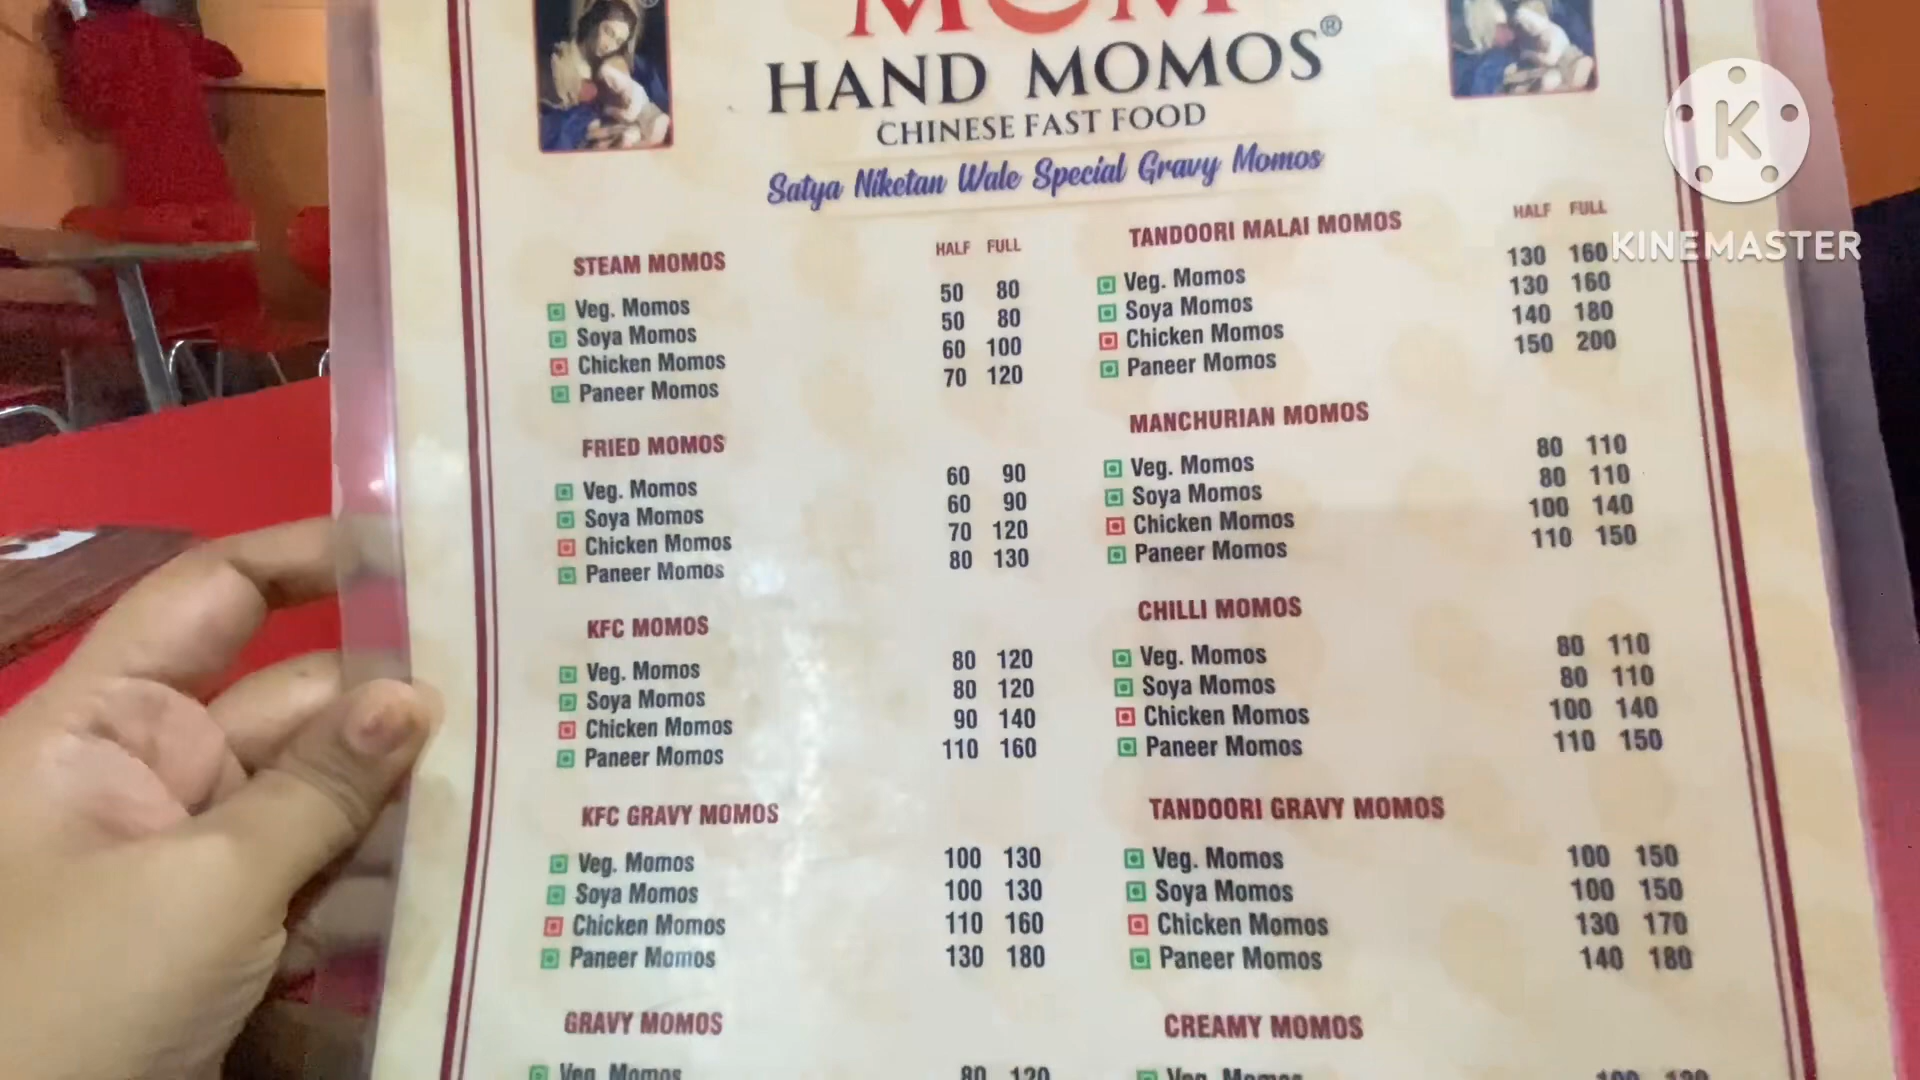 MOM
HAND MOMOS®
CHINESE FAST FOOD
Satya Niketan Wale Special Gravy Momos
K
KINEMASTER
HALF FULL
STEAM MOMOS
Veg. Momos 50 80
Soya Momos 50 80
Chicken Momos 60 100
Paneer Momos 70 120
FRIED MOMOS
Veg. Momos 60 90
Soya Momos 60 90
Chicken Momos 70 120
Paneer Momos 80 130
KFC MOMOS
Veg. Momos 80 120
Soya Momos 80 120
Chicken Momos 90 140
Paneer Momos 110 160
KFC GRAVY MOMOS
Veg. Momos 100 130
Soya Momos 100 130
Chicken Momos 110 160
Paneer Momos 130 180
GRAVY MOMOS
Veg. Momos 80 120
HALF FULL
TANDOORI MALAI MOMOS
Veg. Momos 130 160
Soya Momos 130 160
Chicken Momos 140 180
Paneer Momos 150 200
MANCHURIAN MOMOS
Veg. Momos 80 110
Soya Momos 80 110
Chicken Momos 100 140
Paneer Momos 110 150
CHILLI MOMOS
Veg. Momos 80 110
Soya Momos 80 110
Chicken Momos 100 140
Paneer Momos 110 150
TANDOORI GRAVY MOMOS
Veg. Momos 100 150
Soya Momos 100 150
Chicken Momos 130 170
Paneer Momos 140 180
CREAMY MOMOS
Veg. Momos